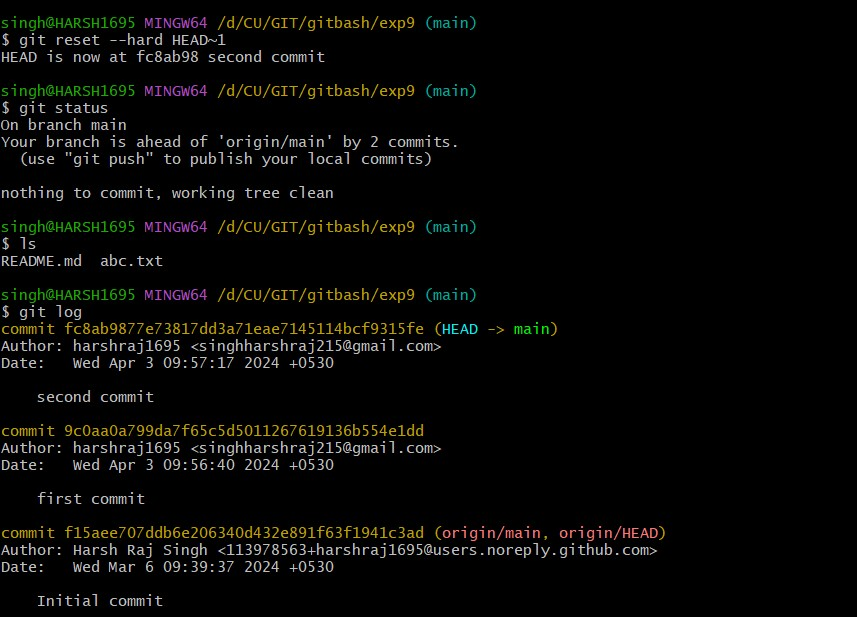 singh@HARSH1695 MINGW64 /d/CU/GIT/gitbash/exp9 (main)
$ git reset --hard HEAD~1
HEAD is now at fc8ab98 second commit
singh@HARSH1695 MINGW64 /d/CU/GIT/gitbash/exp9 (main)
$ git status
On branch main
Your branch is ahead of 'origin/main' by 2 commits.
  (use "git push" to publish your local commits)
nothing to commit, working tree clean
singh@HARSH1695 MINGW64 /d/CU/GIT/gitbash/exp9 (main)
$ ls
README.md  abc.txt
singh@HARSH1695 MINGW64 /d/CU/GIT/gitbash/exp9 (main)
$ git log
commit fc8ab9877e73817dd3a71eae7145114bcf9315fe (HEAD -> main)
Author: harshraj1695 <singhharshraj215@gmail.com>
Date:   Wed Apr 3 09:57:17 2024 +0530
    second commit
commit 9c0aa0a799da7f65c5d5011267619136b554e1dd
Author: harshraj1695 <singhharshraj215@gmail.com>
Date:   Wed Apr 3 09:56:40 2024 +0530
    first commit
commit f15aee707ddb6e206340d432e891f63f1941c3ad (origin/main, origin/HEAD)
Author: Harsh Raj Singh <113978563+harshraj1695@users.noreply.github.com>
Date:   Wed Mar 6 09:39:37 2024 +0530
    Initial commit